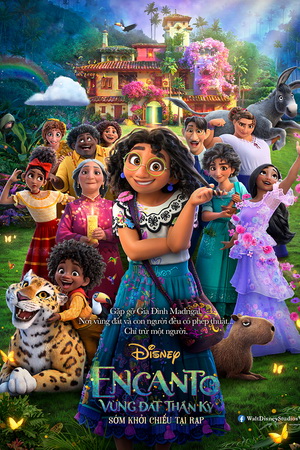 Gặp gỡ Gia Đình Madrigal,
Nơi vùng đất và con người đều có phép thuật...
Chỉ trừ một người.
Disney
ENCANTO
VÙNG ĐẤT THẦN KỲ
SỚM KHỞI CHIẾU TẠI RẠP
WaltDisneyStudiosV